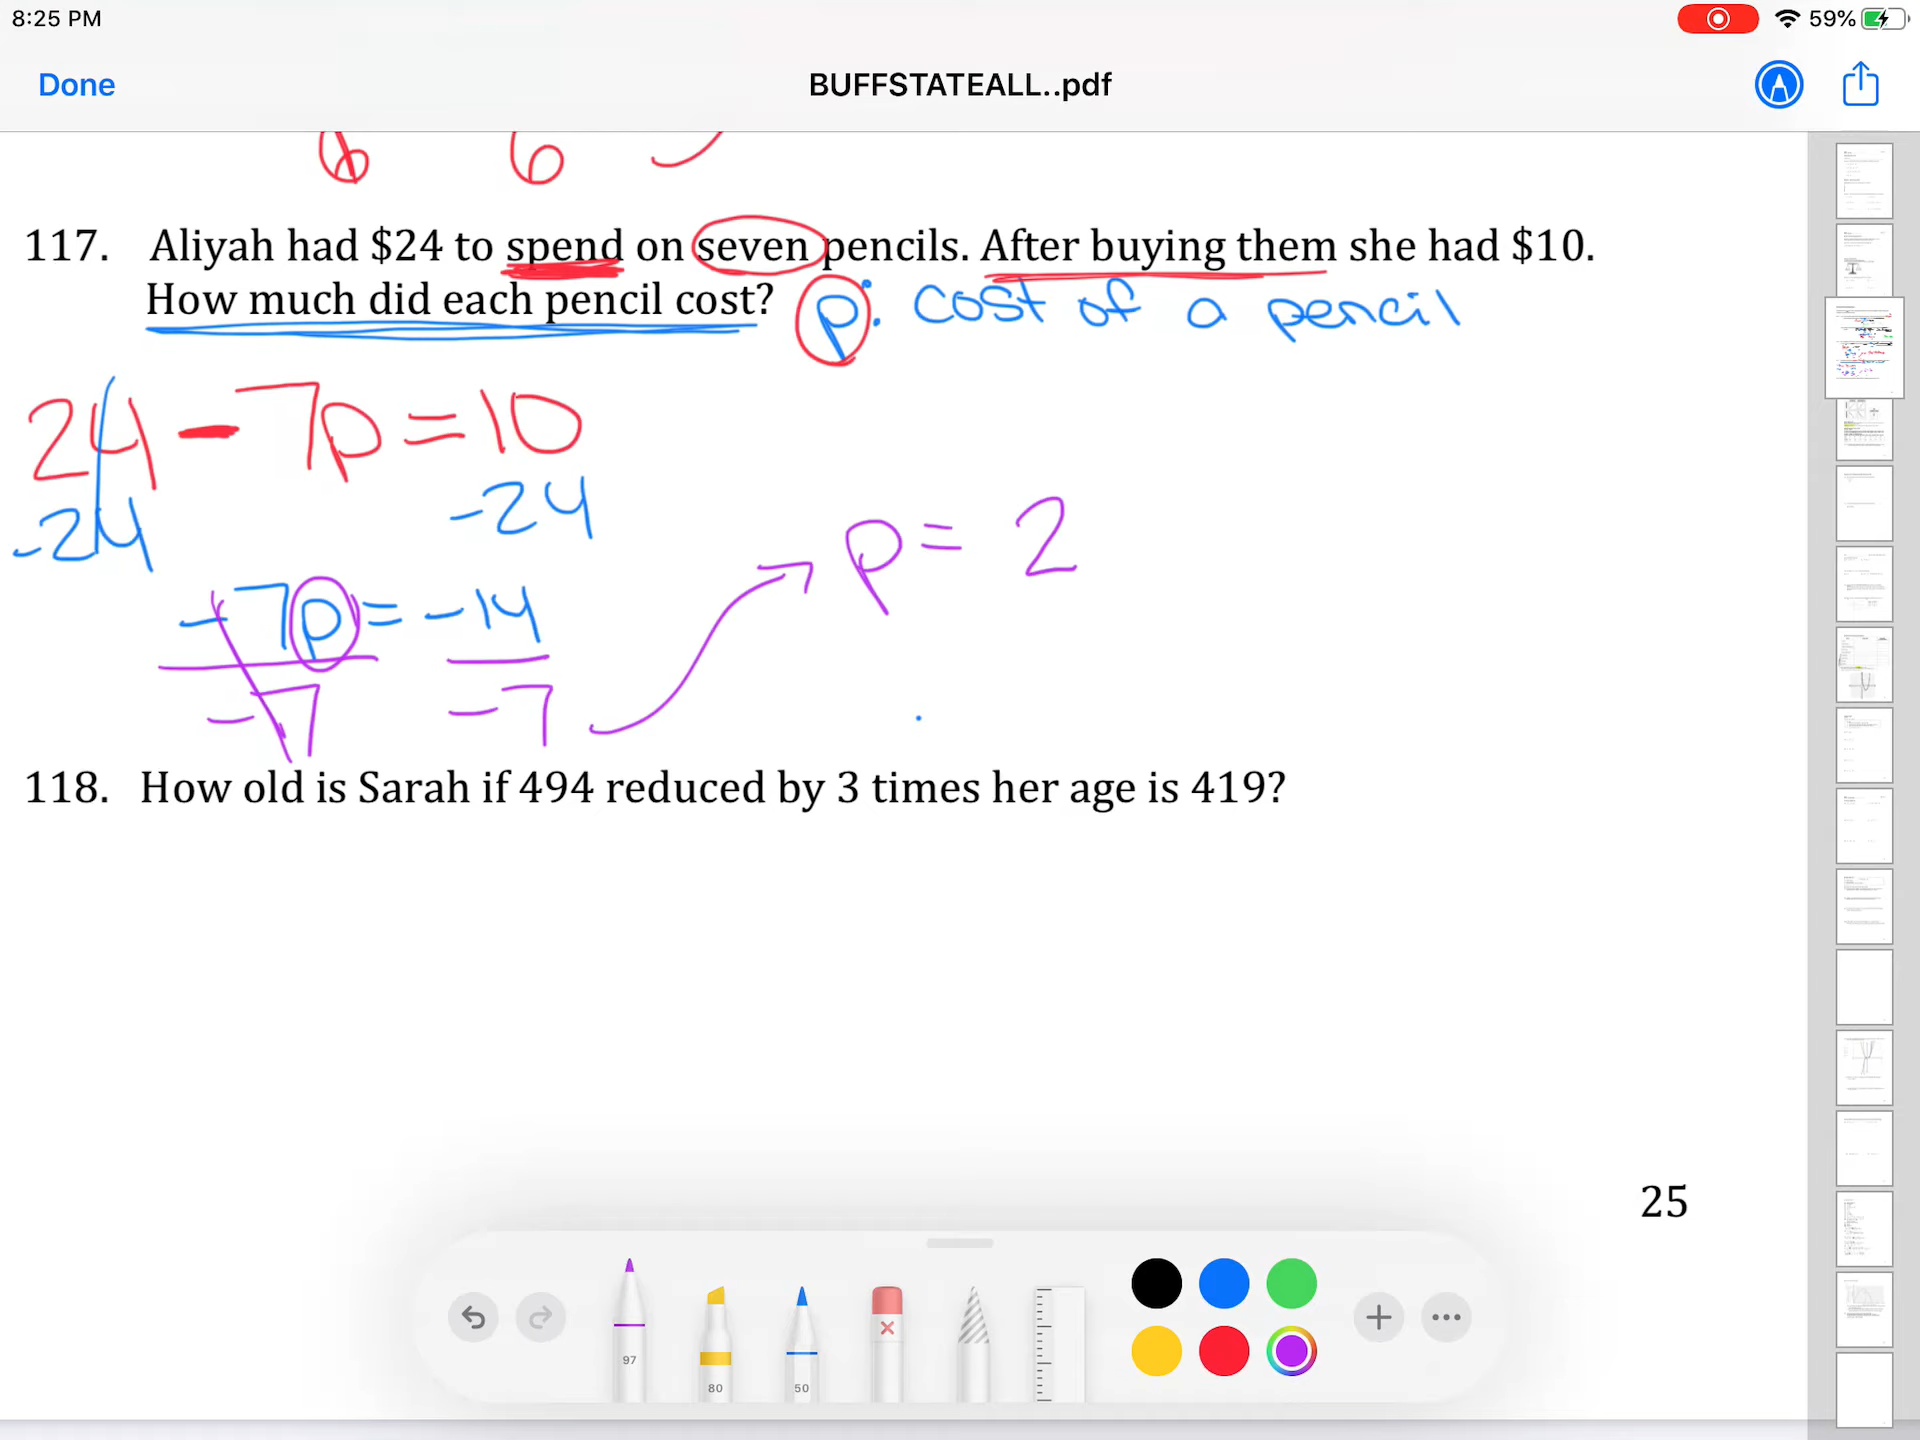 8:25 PM
59%
Done
BUFFSTATEALL..pdf
6 6
117. Aliyah had $24 to spend on seven pencils. After buying them she had $10.
How much did each pencil cost? p: cost of a pencil
24 - 7p = 10
-24 -24
p = 2
-7p = -14
-7 -7
118. How old is Sarah if 494 reduced by 3 times her age is 419?
25
97
80
50